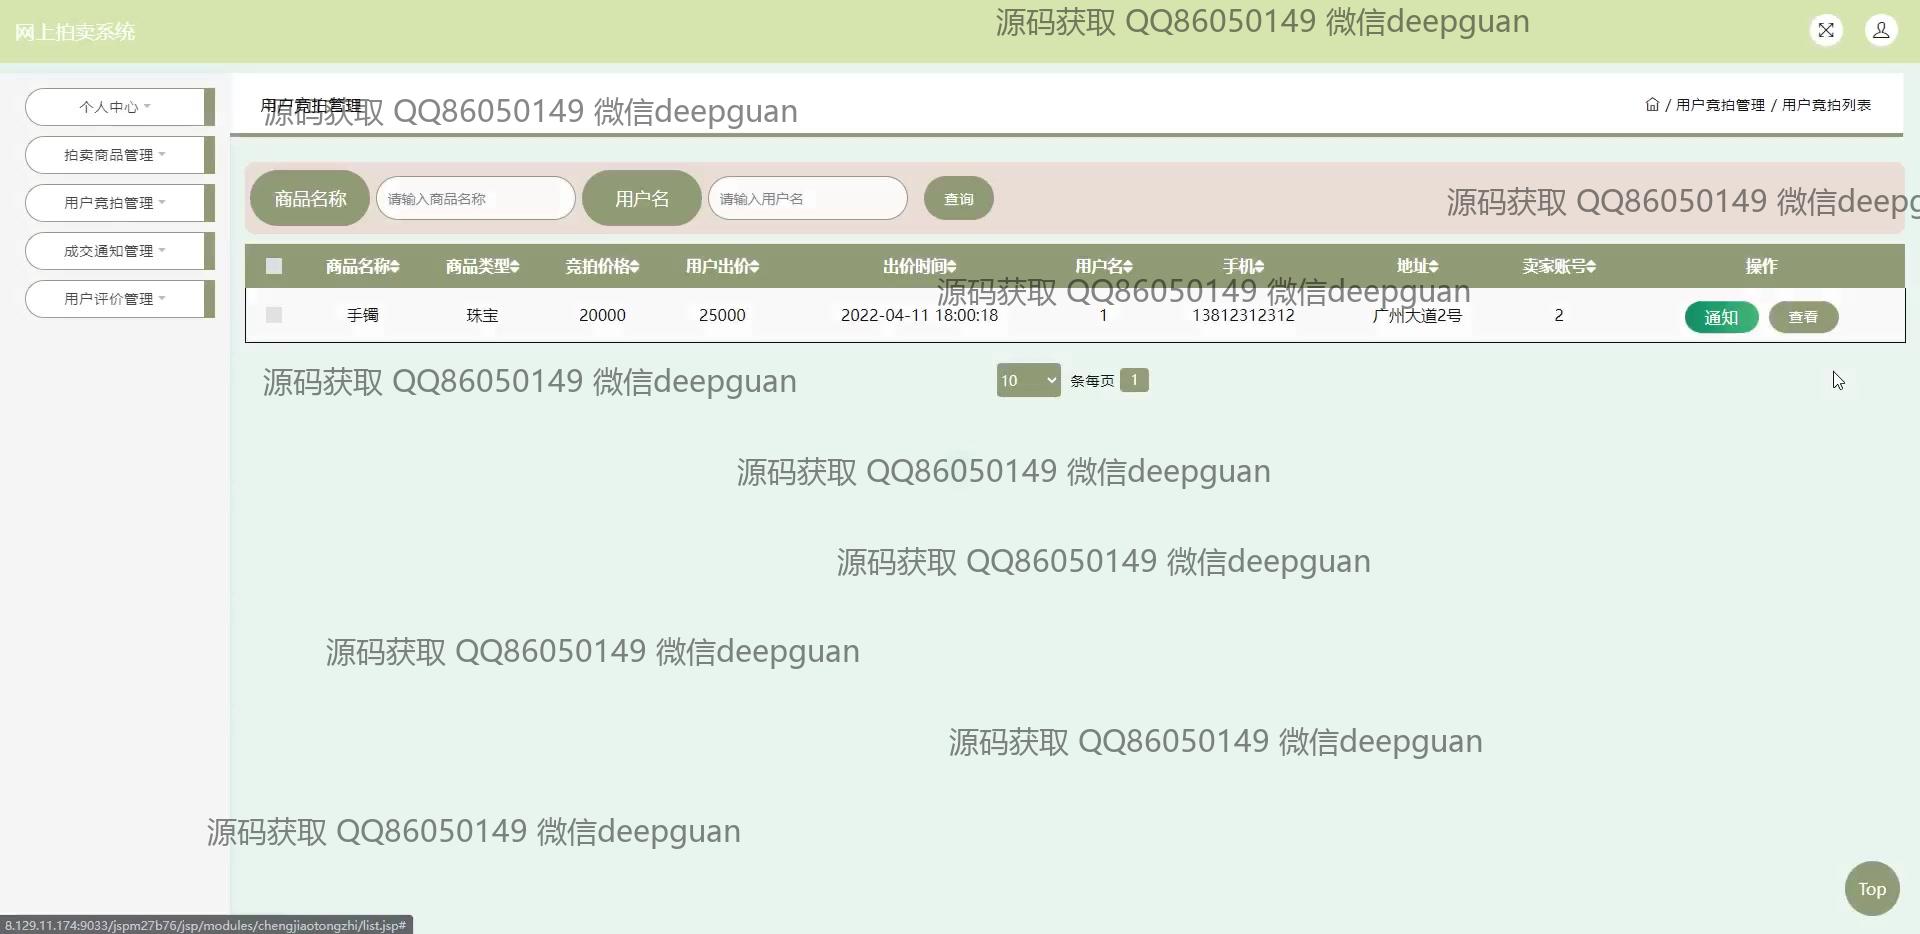 网上拍卖系统
源码获取 QQ86050149 微信deepguan
个人中心
拍卖商品管理
用户竞拍管理
成交通知管理
用户评价管理
用户竞拍管理
源码获取 QQ86050149 微信deepguan
/ 用户竞拍管理 / 用户竞拍列表
商品名称 请输入商品名称 用户名 请输入用户名 查询
源码获取 QQ86050149 微信deepg
商品名称 商品类型 竞拍价格 用户出价 出价时间 用户名 手机 地址 卖家账号 操作
源码获取 QQ86050149 微信deepguan
手镯 珠宝 20000 25000 2022-04-11 18:00:18 1 13812312312 广州大道2号 2 通知 查看
源码获取 QQ86050149 微信deepguan
10 条每页 1
源码获取 QQ86050149 微信deepguan
源码获取 QQ86050149 微信deepguan
源码获取 QQ86050149 微信deepguan
源码获取 QQ86050149 微信deepguan
源码获取 QQ86050149 微信deepguan
Top
8.129.11.174:9033/jspm27b76/jsp/modules/chengjiaotongzhi/list.jsp#